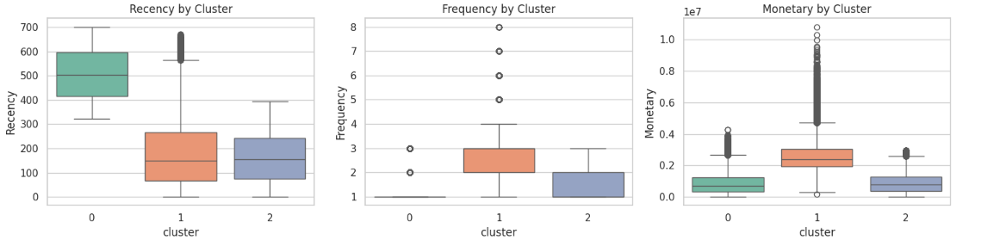 Recency by Cluster
700
600
500
400
300
200
100
0
Recency
0 1 2
cluster
Frequency by Cluster
8
7
6
5
4
3
2
1
Frequency
0 1 2
cluster
Monetary by Cluster
1e7
1.0
0.8
0.6
0.4
0.2
0.0
Monetary
0 1 2
cluster